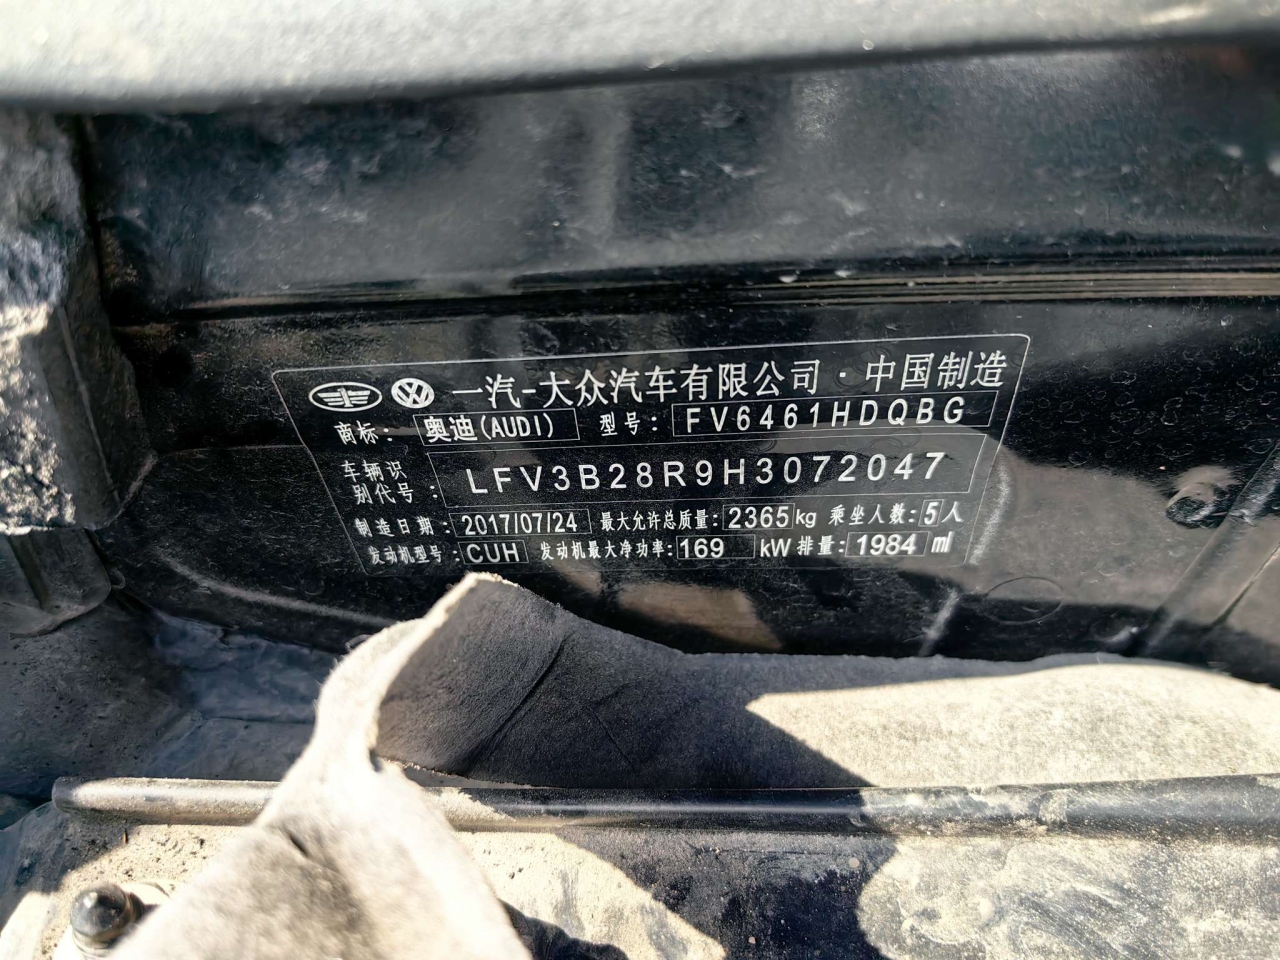 一汽-大众汽车有限公司·中国制造
商标: 奥迪(AUDI) 型号: FV6461HDQBG
车辆识
别代号: LFV3B28R9H3072047
制造日期: 2017/07/24 最大允许总质量: 2365kg 乘坐人数: 5人
发动机型号: CUH 发动机最大净功率: 169 kW 排量: 1984 ml